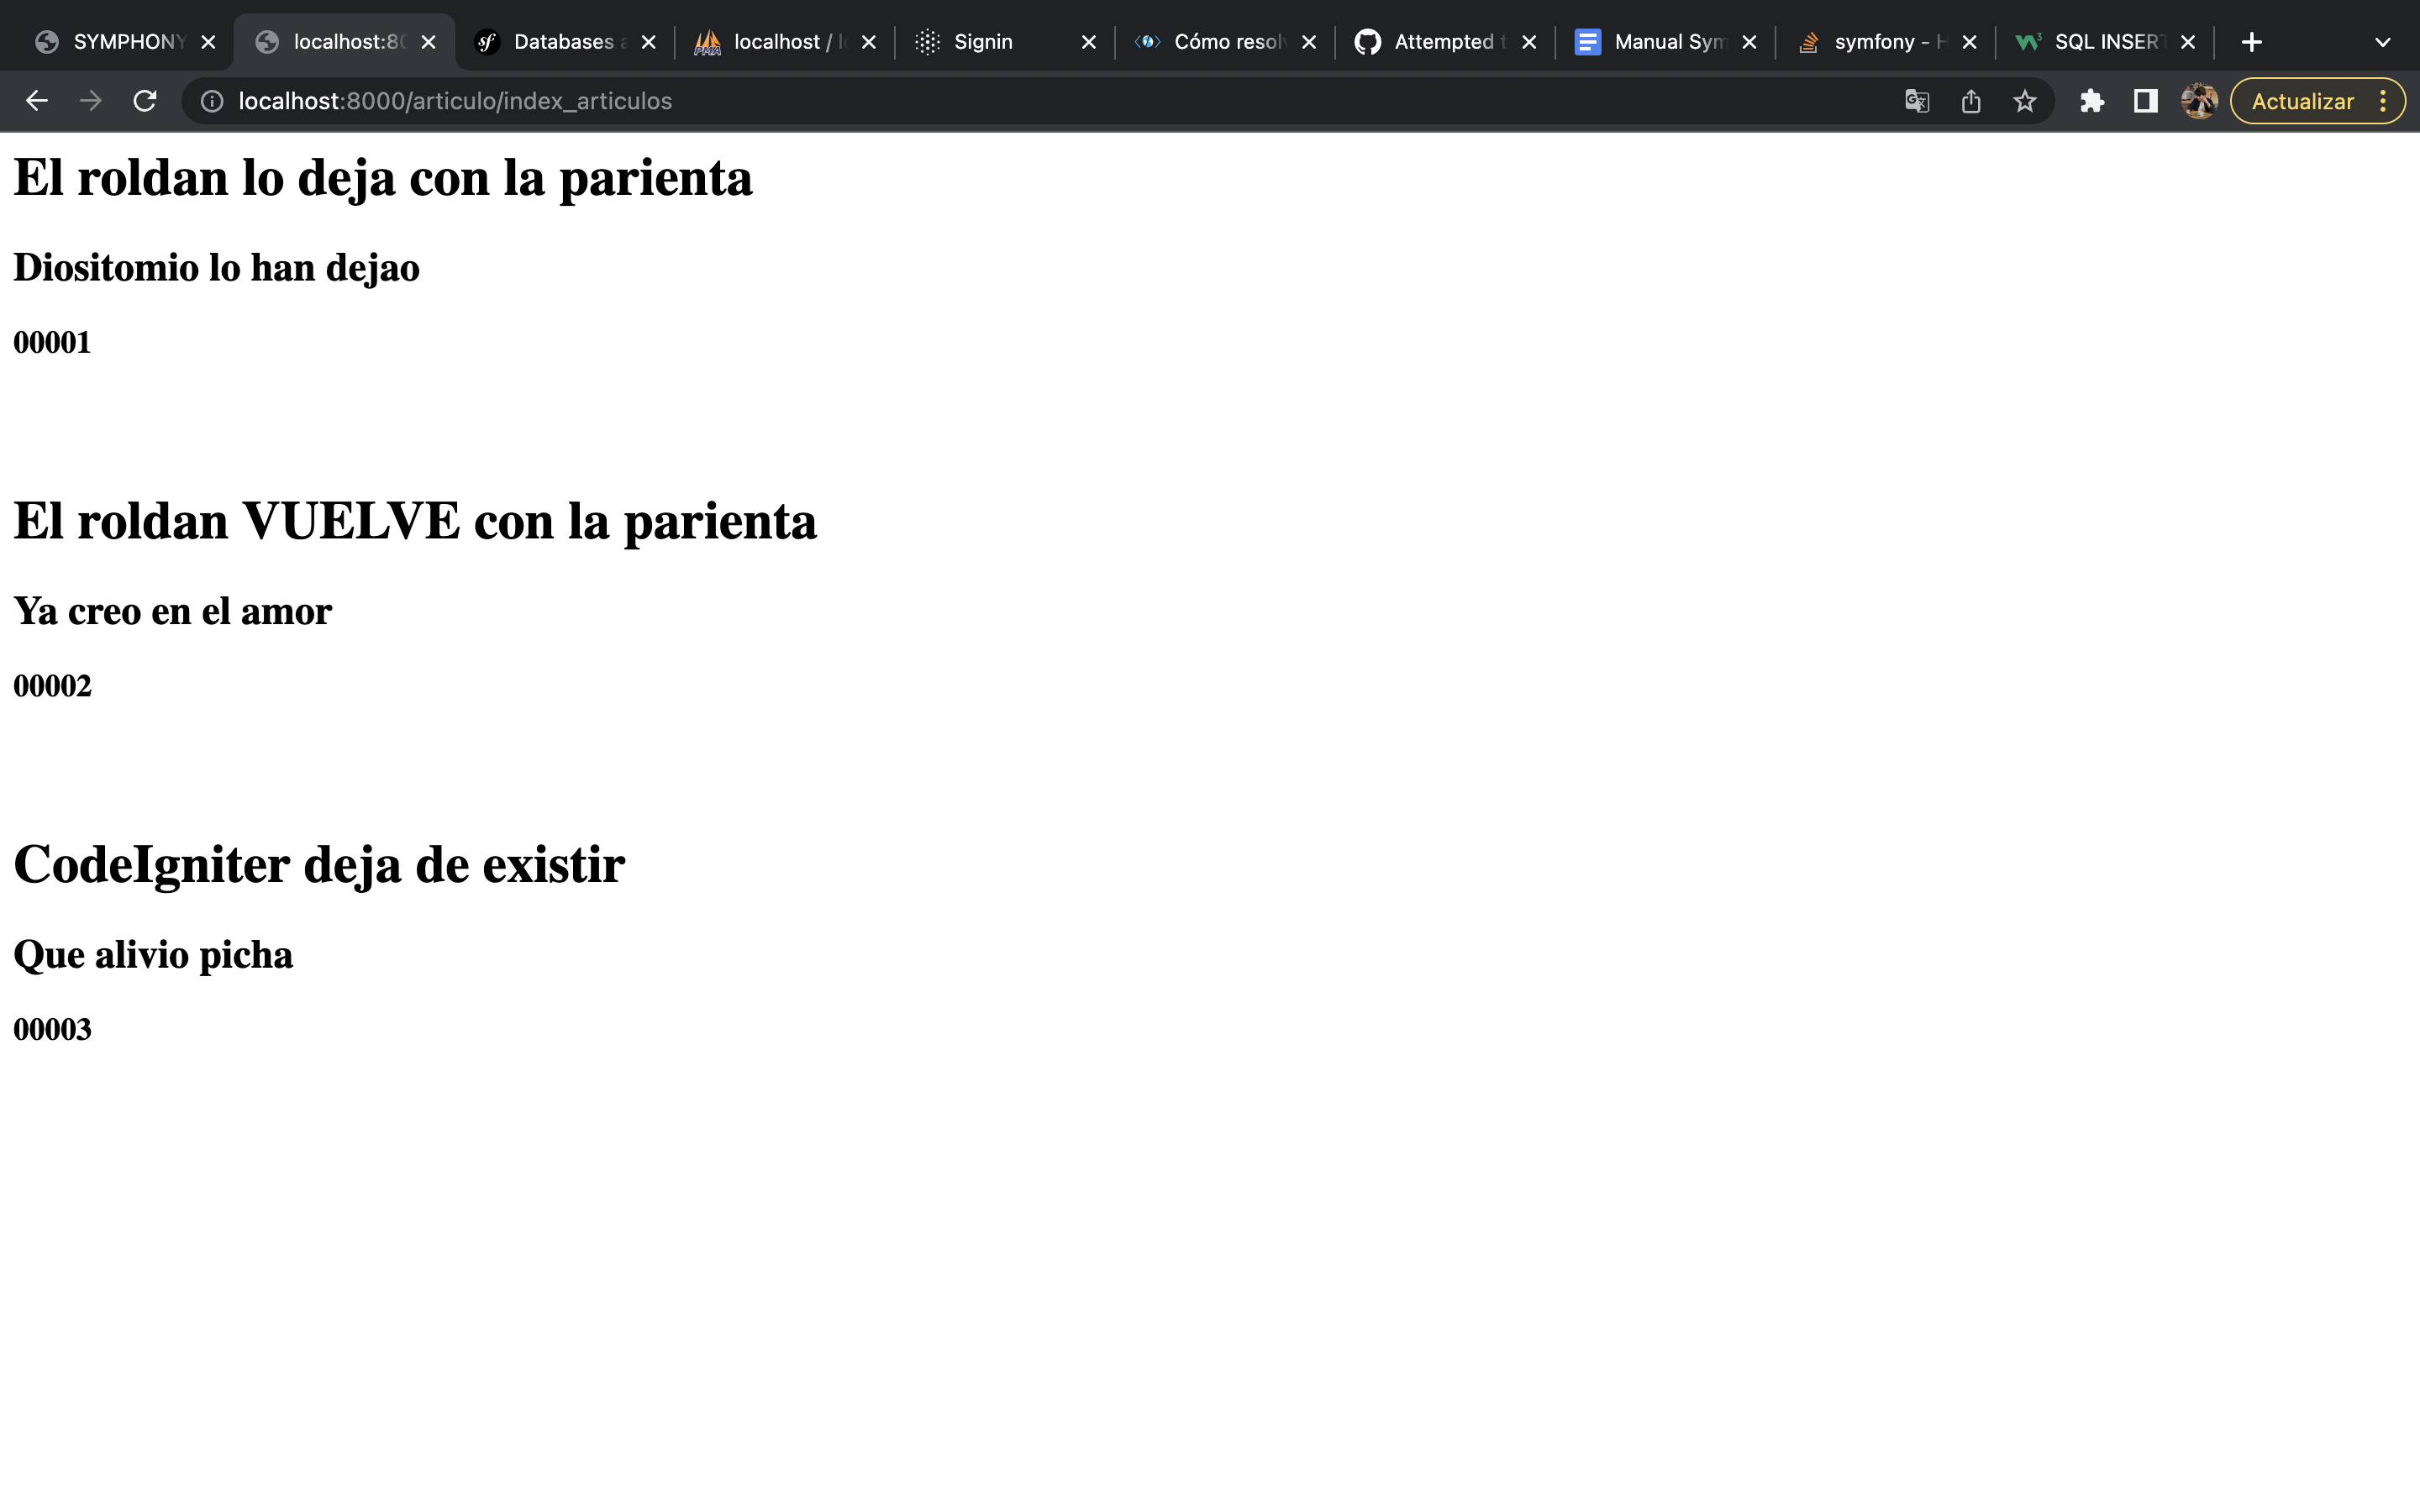 SYMPHONY
localhost:80
Databases a
localhost / l
Signin
Cómo resolv
Attempted t
Manual Sym
symfony - H
SQL INSERT
localhost:8000/articulo/index_articulos
Actualizar
El roldan lo deja con la parienta
Diositomio lo han dejao
00001
El roldan VUELVE con la parienta
Ya creo en el amor
00002
CodeIgniter deja de existir
Que alivio picha
00003